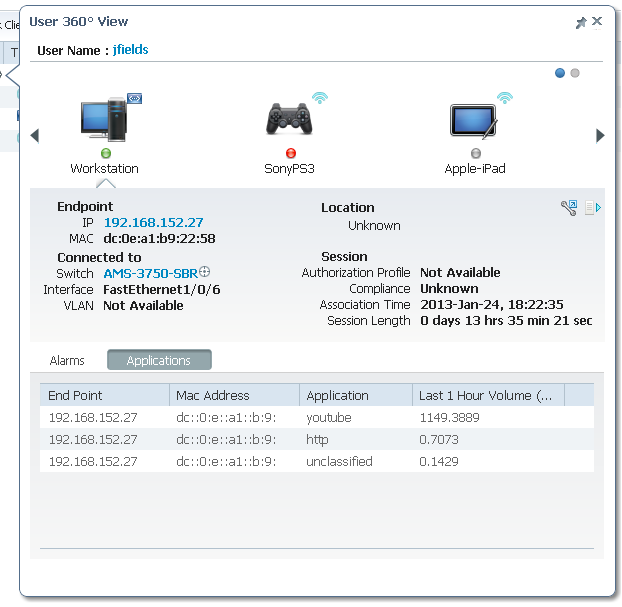 User 360° View
User Name : jfields
Workstation
SonyPS3
Apple-iPad
Endpoint
IP 192.168.152.27
MAC dc:0e:a1:b9:22:58
Connected to
Switch AMS-3750-SBR
Interface FastEthernet1/0/6
VLAN Not Available
Location
Unknown
Session
Authorization Profile Not Available
Compliance Unknown
Association Time 2013-Jan-24, 18:22:35
Session Length 0 days 13 hrs 35 min 21 sec
Alarms Applications
End Point Mac Address Application Last 1 Hour Volume (...
192.168.152.27 dc::0:e::a1::b:9: youtube 1149.3889
192.168.152.27 dc::0:e::a1::b:9: http 0.7073
192.168.152.27 dc::0:e::a1::b:9: unclassified 0.1429